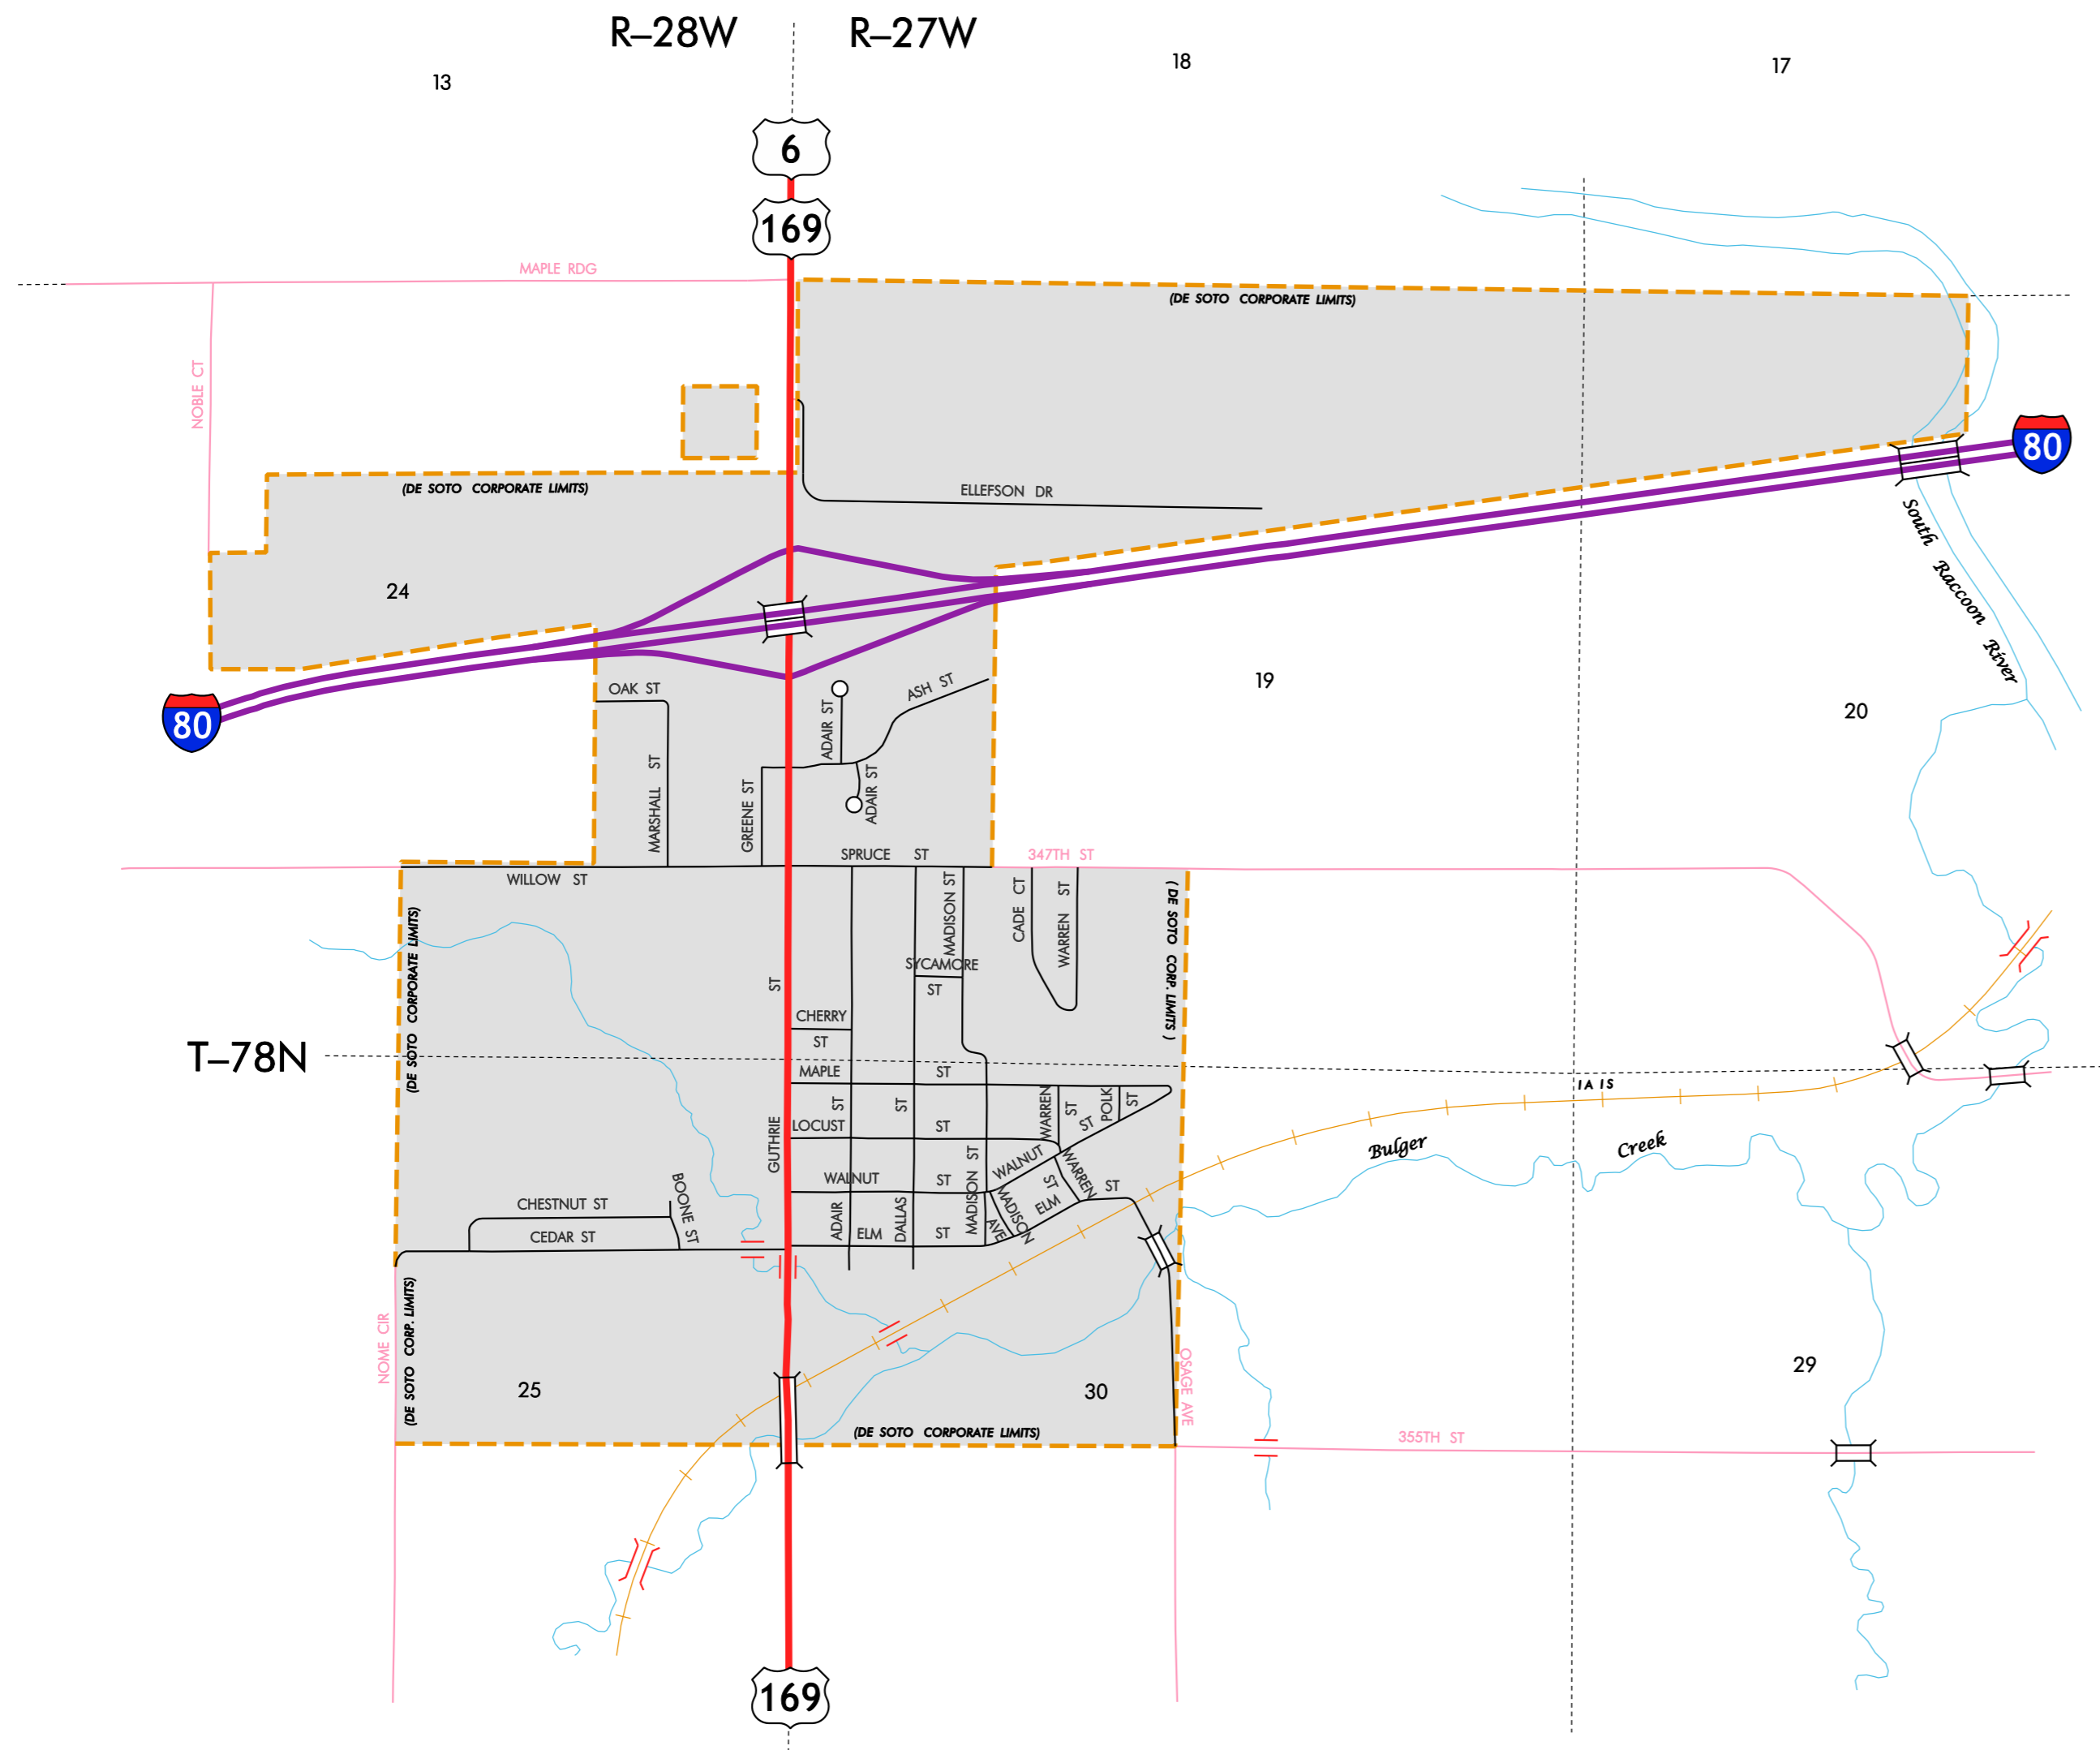 R–28W R–27W
13
18
17
6
169
MAPLE RDG
(DE SOTO CORPORATE LIMITS)
NOBLE CT
80
(DE SOTO CORPORATE LIMITS)
ELLEFSON DR
South Raccoon River
24
19
20
OAK ST
ADAIR ST
ASH ST
80
MARSHALL ST
GREENE ST
ADAIR ST
SPRUCE ST
347TH ST
WILLOW ST
(DE SOTO CORPORATE LIMITS)
MADISON ST
CADE CT
WARREN ST
(DE SOTO CORP. LIMITS)
SYCAMORE
ST
GUTHRIE ST
CHERRY
ST
T–78N
MAPLE ST
IA IS
ADAIR ST
DALLAS ST
WARREN ST
POLK ST
LOCUST ST
WALNUT ST
Bulger Creek
WALNUT ST
MADISON ST
WARREN ST
MADISON AVE
ELM ST
BOONE ST
CHESTNUT ST
CEDAR ST
ELM ST
(DE SOTO CORP. LIMITS)
NOME CIR
OSAGE AVE
25
30
29
(DE SOTO CORPORATE LIMITS)
355TH ST
169